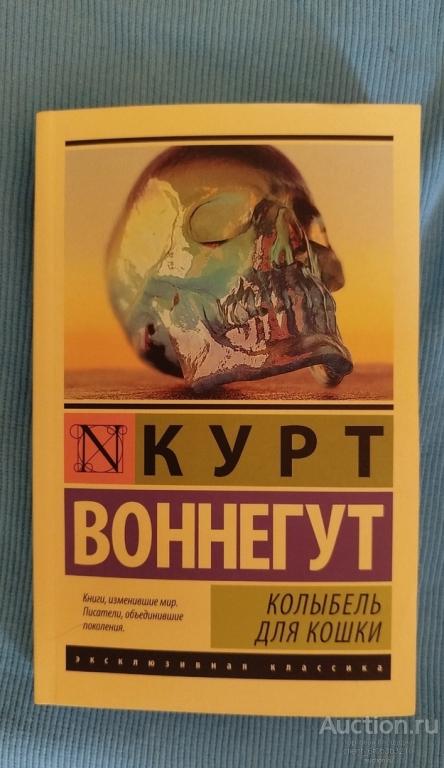 N КУРТ
ВОННЕГУТ
Книги, изменившие мир.
Писатели, объединившие
поколения.
КОЛЫБЕЛЬ
ДЛЯ КОШКИ
эксклюзивная классика
Auction.ru